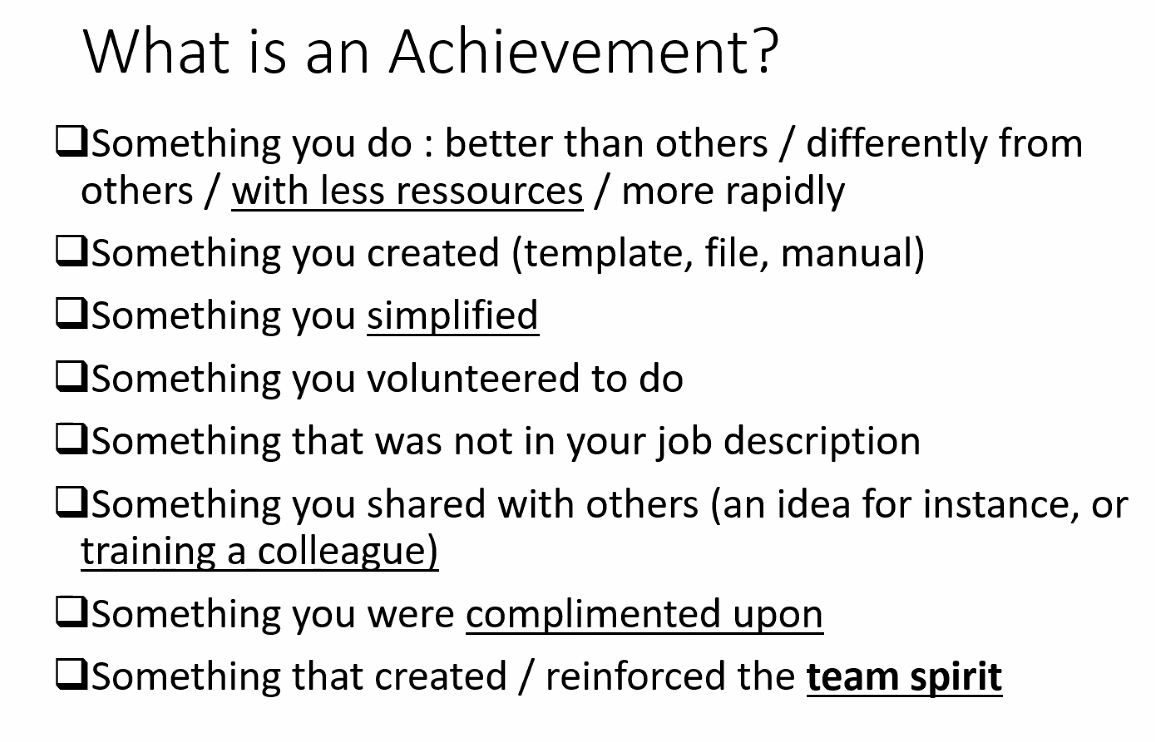 What is an Achievement?
❑Something you do : better than others / differently from
others / with less ressources / more rapidly
❑Something you created (template, file, manual)
❑Something you simplified
❑Something you volunteered to do
❑Something that was not in your job description
❑Something you shared with others (an idea for instance, or
training a colleague)
❑Something you were complimented upon
❑Something that created / reinforced the team spirit